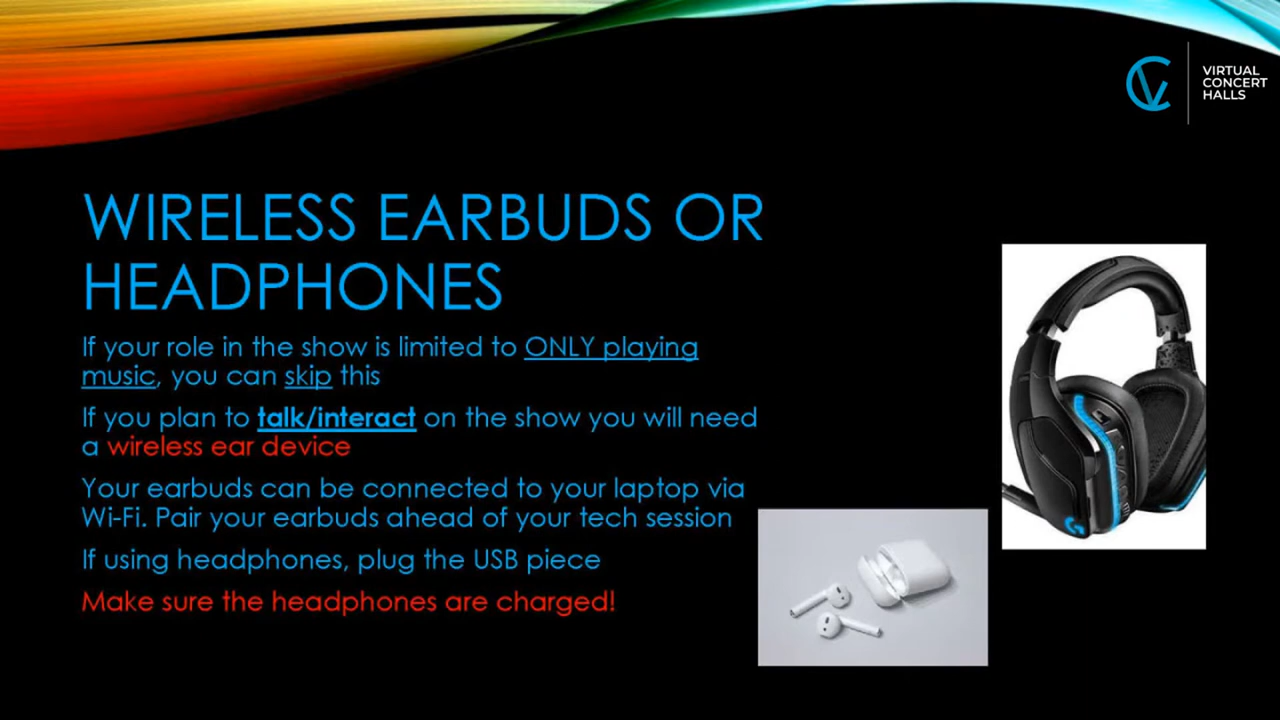 VIRTUAL
CONCERT
HALLS
WIRELESS EARBUDS OR
HEADPHONES
If your role in the show is limited to ONLY playing
music, you can skip this
If you plan to talk/interact on the show you will need
a wireless ear device
Your earbuds can be connected to your laptop via
Wi-Fi. Pair your earbuds ahead of your tech session
If using headphones, plug the USB piece
Make sure the headphones are charged!